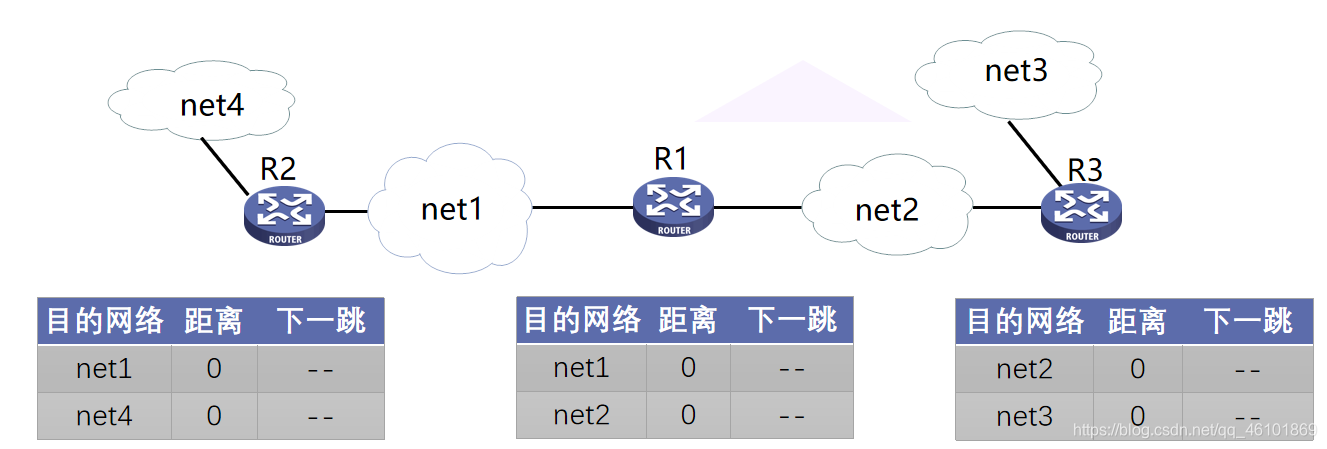 net4
net3
R2
R1
R3
net1
net2
ROUTER
ROUTER
ROUTER
目的网络 距离 下一跳
net1 0 --
net4 0 --
目的网络 距离 下一跳
net1 0 --
net2 0 --
目的网络 距离 下一跳
net2 0 --
net3 0 --
https://blog.csdn.net/qq_46101869